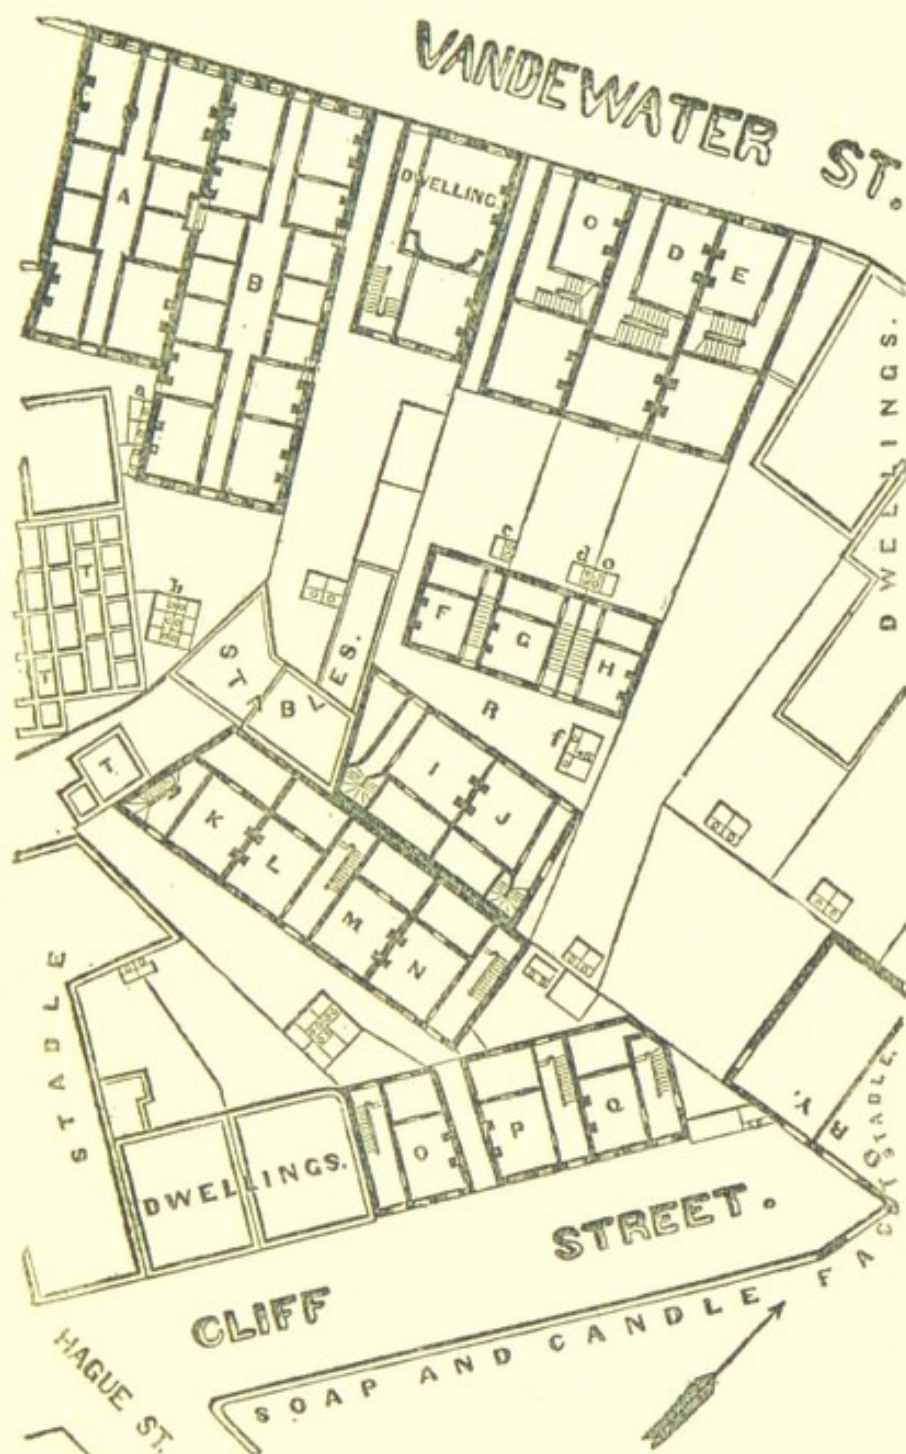 VANDEWATER ST.
A
B
DWELLING
C
D
E
DWELLINGS.
a
T
T
b
c
d
e
F
G
H
STABLES.
R
f
T.
I
J
K
L
M
N
STABLE
O
P
Q
DWELLINGS.
STABLE.
CLIFF STREET.
SOAP AND CANDLE FACTORY.
HAGUE ST.